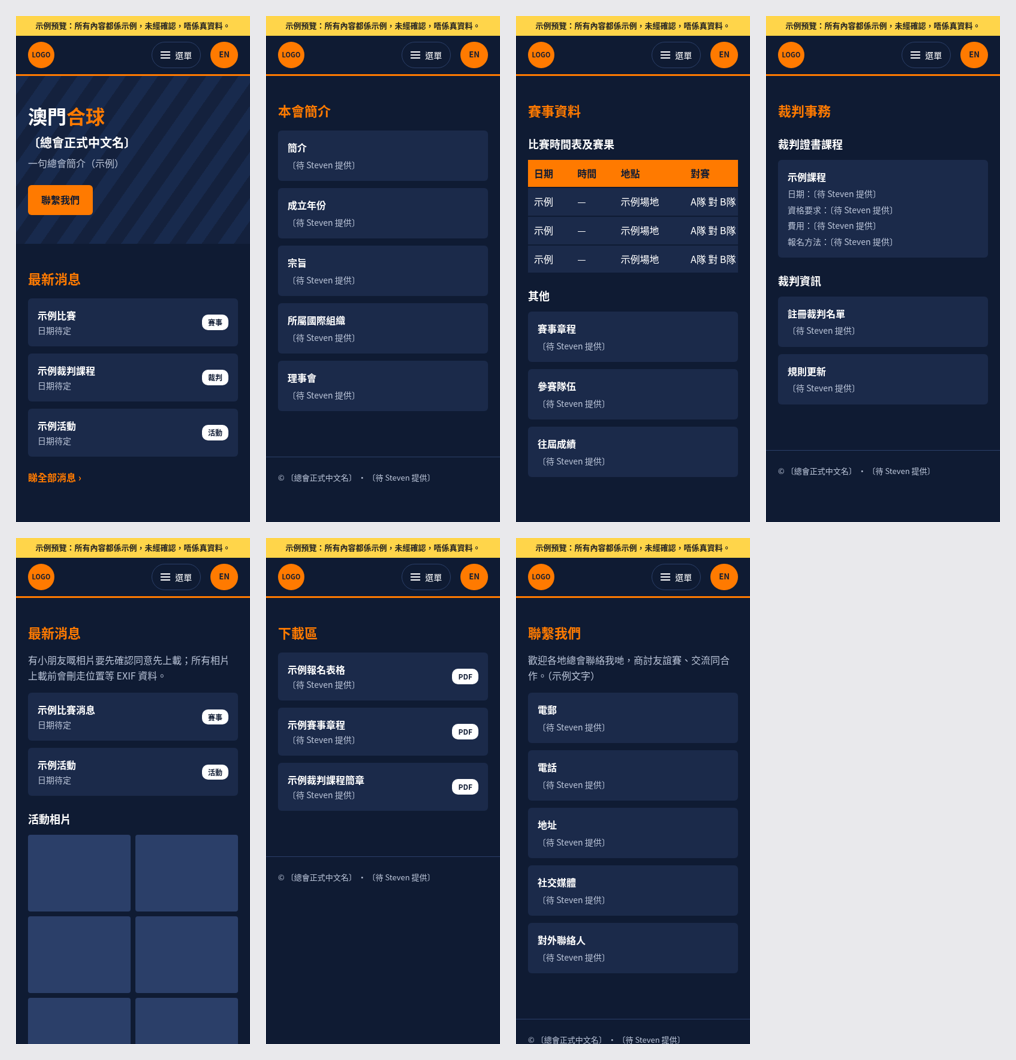 示例預覽：所有內容都係示例，未經確認，唔係真資料。
LOGO
選單
EN
澳門合球
〔總會正式中文名〕
一句總會簡介（示例）
聯繫我們
最新消息
示例比賽
日期待定
賽事
示例裁判課程
日期待定
裁判
示例活動
日期待定
活動
睇全部消息 ›
示例預覽：所有內容都係示例，未經確認，唔係真資料。
LOGO
選單
EN
本會簡介
簡介
〔待 Steven 提供〕
成立年份
〔待 Steven 提供〕
宗旨
〔待 Steven 提供〕
所屬國際組織
〔待 Steven 提供〕
理事會
〔待 Steven 提供〕
© 〔總會正式中文名〕 · 〔待 Steven 提供〕
示例預覽：所有內容都係示例，未經確認，唔係真資料。
LOGO
選單
EN
賽事資料
比賽時間表及賽果
日期 時間 地點 對賽
示例 — 示例場地 A隊 對 B隊
示例 — 示例場地 A隊 對 B隊
示例 — 示例場地 A隊 對 B隊
其他
賽事章程
〔待 Steven 提供〕
參賽隊伍
〔待 Steven 提供〕
往屆成績
〔待 Steven 提供〕
示例預覽：所有內容都係示例，未經確認，唔係真資料。
LOGO
選單
EN
裁判事務
裁判證書課程
示例課程
日期：〔待 Steven 提供〕
資格要求：〔待 Steven 提供〕
費用：〔待 Steven 提供〕
報名方法：〔待 Steven 提供〕
裁判資訊
註冊裁判名單
〔待 Steven 提供〕
規則更新
〔待 Steven 提供〕
© 〔總會正式中文名〕 · 〔待 Steven 提供〕
示例預覽：所有內容都係示例，未經確認，唔係真資料。
LOGO
選單
EN
最新消息
有小朋友嘅相片要先確認同意先上載；所有相片
上載前會刪走位置等 EXIF 資料。
示例比賽消息
日期待定
賽事
示例活動
日期待定
活動
活動相片
示例預覽：所有內容都係示例，未經確認，唔係真資料。
LOGO
選單
EN
下載區
示例報名表格
〔待 Steven 提供〕
PDF
示例賽事章程
〔待 Steven 提供〕
PDF
示例裁判課程簡章
〔待 Steven 提供〕
PDF
© 〔總會正式中文名〕 · 〔待 Steven 提供〕
示例預覽：所有內容都係示例，未經確認，唔係真資料。
LOGO
選單
EN
聯繫我們
歡迎各地總會聯絡我哋，商討友誼賽、交流同合
作。（示例文字）
電郵
〔待 Steven 提供〕
電話
〔待 Steven 提供〕
地址
〔待 Steven 提供〕
社交媒體
〔待 Steven 提供〕
對外聯絡人
〔待 Steven 提供〕
© 〔總會正式中文名〕 · 〔待 Steven 提供〕